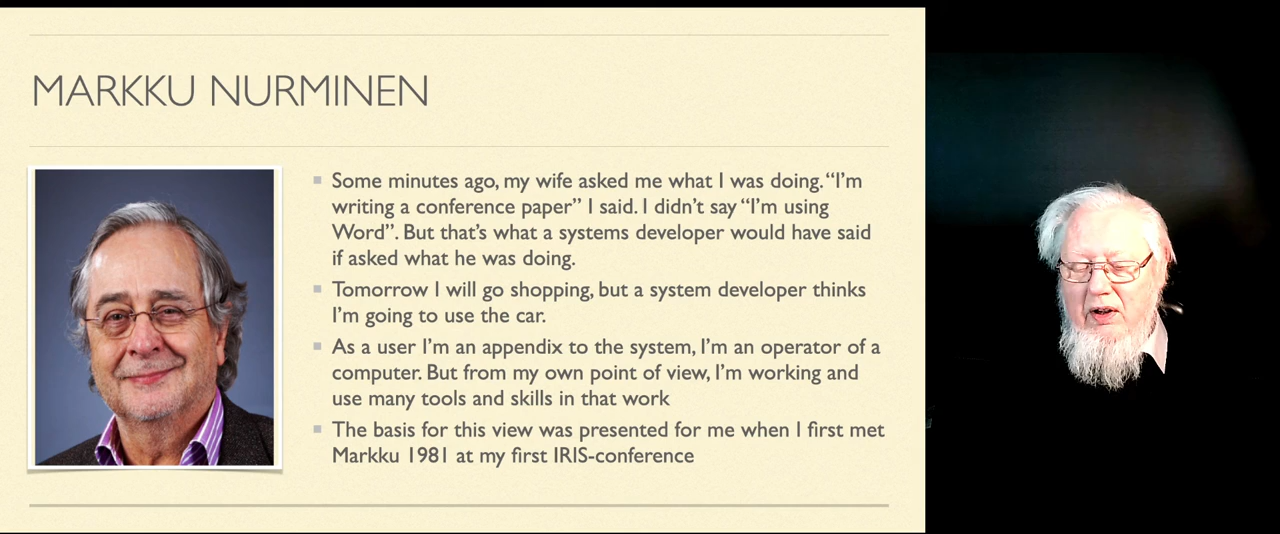 MARKKU NURMINEN
Some minutes ago, my wife asked me what I was doing. “I’m
writing a conference paper” I said. I didn’t say “I’m using
Word”. But that’s what a systems developer would have said
if asked what he was doing.
Tomorrow I will go shopping, but a system developer thinks
I’m going to use the car.
As a user I’m an appendix to the system, I’m an operator of a
computer. But from my own point of view, I’m working and
use many tools and skills in that work
The basis for this view was presented for me when I first met
Markku 1981 at my first IRIS-conference